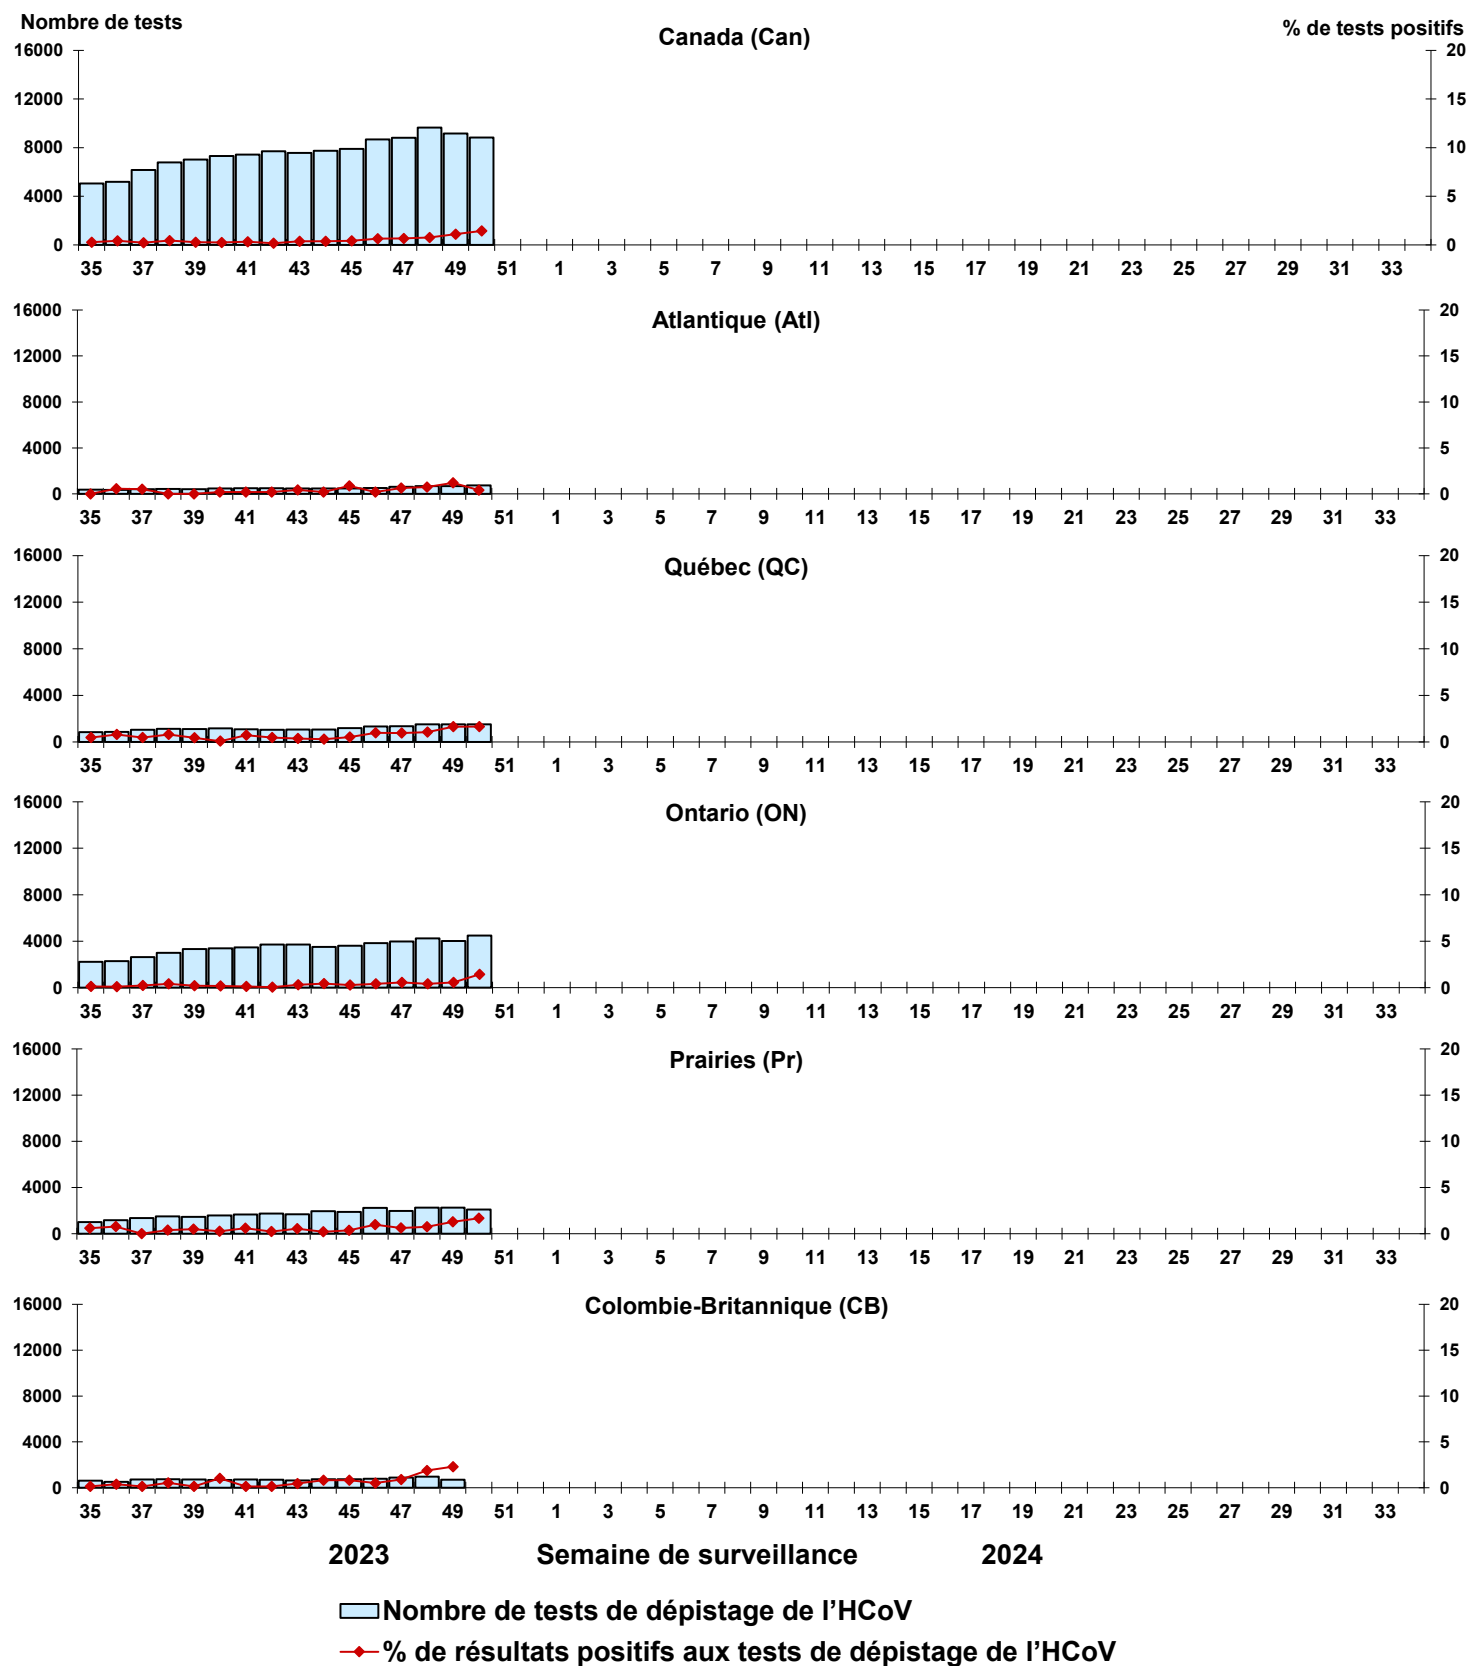 Nombre de tests
Canada (Can)
% de tests positifs
16000 20
12000 15
8000 10
4000 5
0 0
35 37 39 41 43 45 47 49 51 1 3 5 7 9 11 13 15 17 19 21 23 25 27 29 31 33
Atlantique (Atl)
16000 20
12000 15
8000 10
4000 5
0 0
35 37 39 41 43 45 47 49 51 1 3 5 7 9 11 13 15 17 19 21 23 25 27 29 31 33
Québec (QC)
16000 20
12000 15
8000 10
4000 5
0 0
35 37 39 41 43 45 47 49 51 1 3 5 7 9 11 13 15 17 19 21 23 25 27 29 31 33
Ontario (ON)
16000 20
12000 15
8000 10
4000 5
0 0
35 37 39 41 43 45 47 49 51 1 3 5 7 9 11 13 15 17 19 21 23 25 27 29 31 33
Prairies (Pr)
16000 20
12000 15
8000 10
4000 5
0 0
35 37 39 41 43 45 47 49 51 1 3 5 7 9 11 13 15 17 19 21 23 25 27 29 31 33
Colombie-Britannique (CB)
16000 20
12000 15
8000 10
4000 5
0 0
35 37 39 41 43 45 47 49 51 1 3 5 7 9 11 13 15 17 19 21 23 25 27 29 31 33
2023 Semaine de surveillance 2024
Nombre de tests de dépistage de l’HCoV
% de résultats positifs aux tests de dépistage de l’HCoV